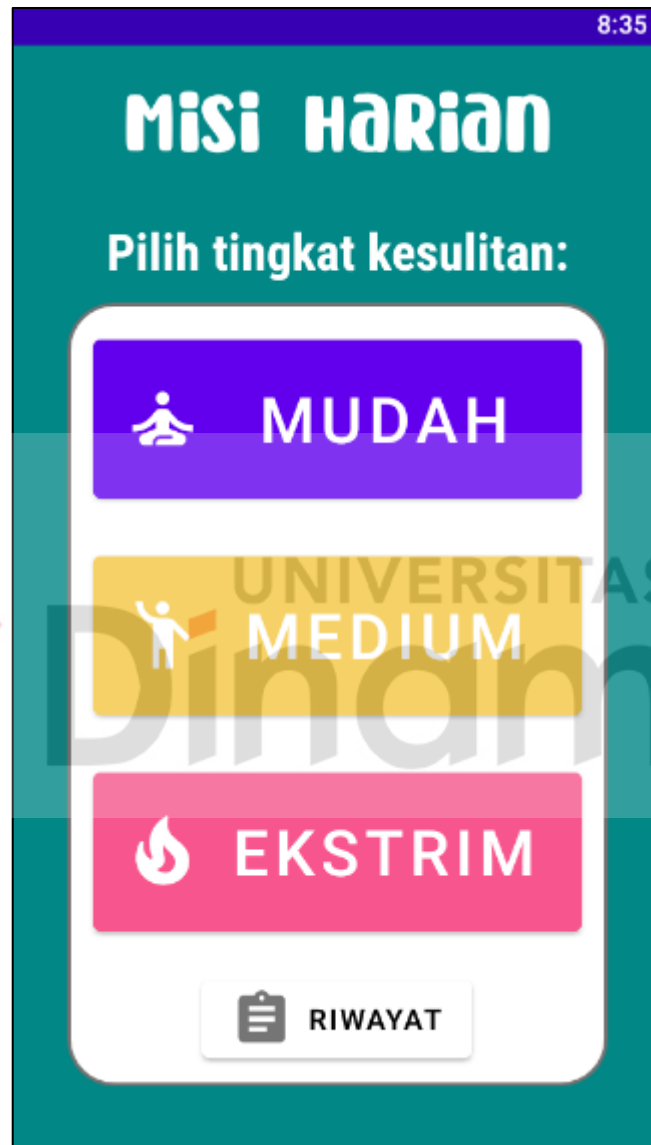 8:35
Misi Harian
Pilih tingkat kesulitan:
MUDAH
UNIVERSITAS
MEDIUM
Dinam
EKSTRIM
RIWAYAT